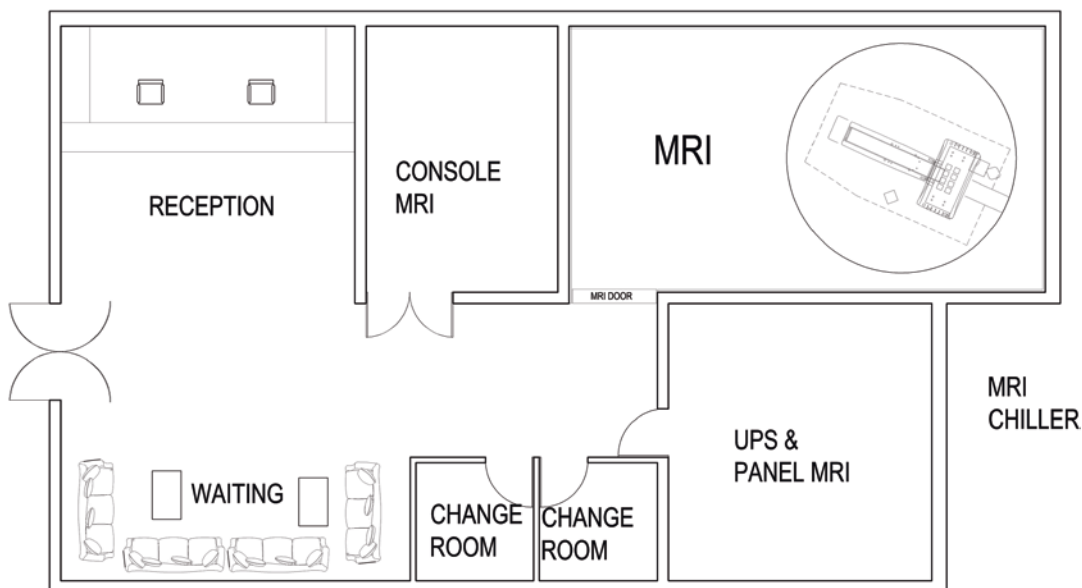 RECEPTION
CONSOLE
MRI
MRI
MRI DOOR
MRI
CHILLER
UPS &
PANEL MRI
WAITING
CHANGE
ROOM
CHANGE
ROOM